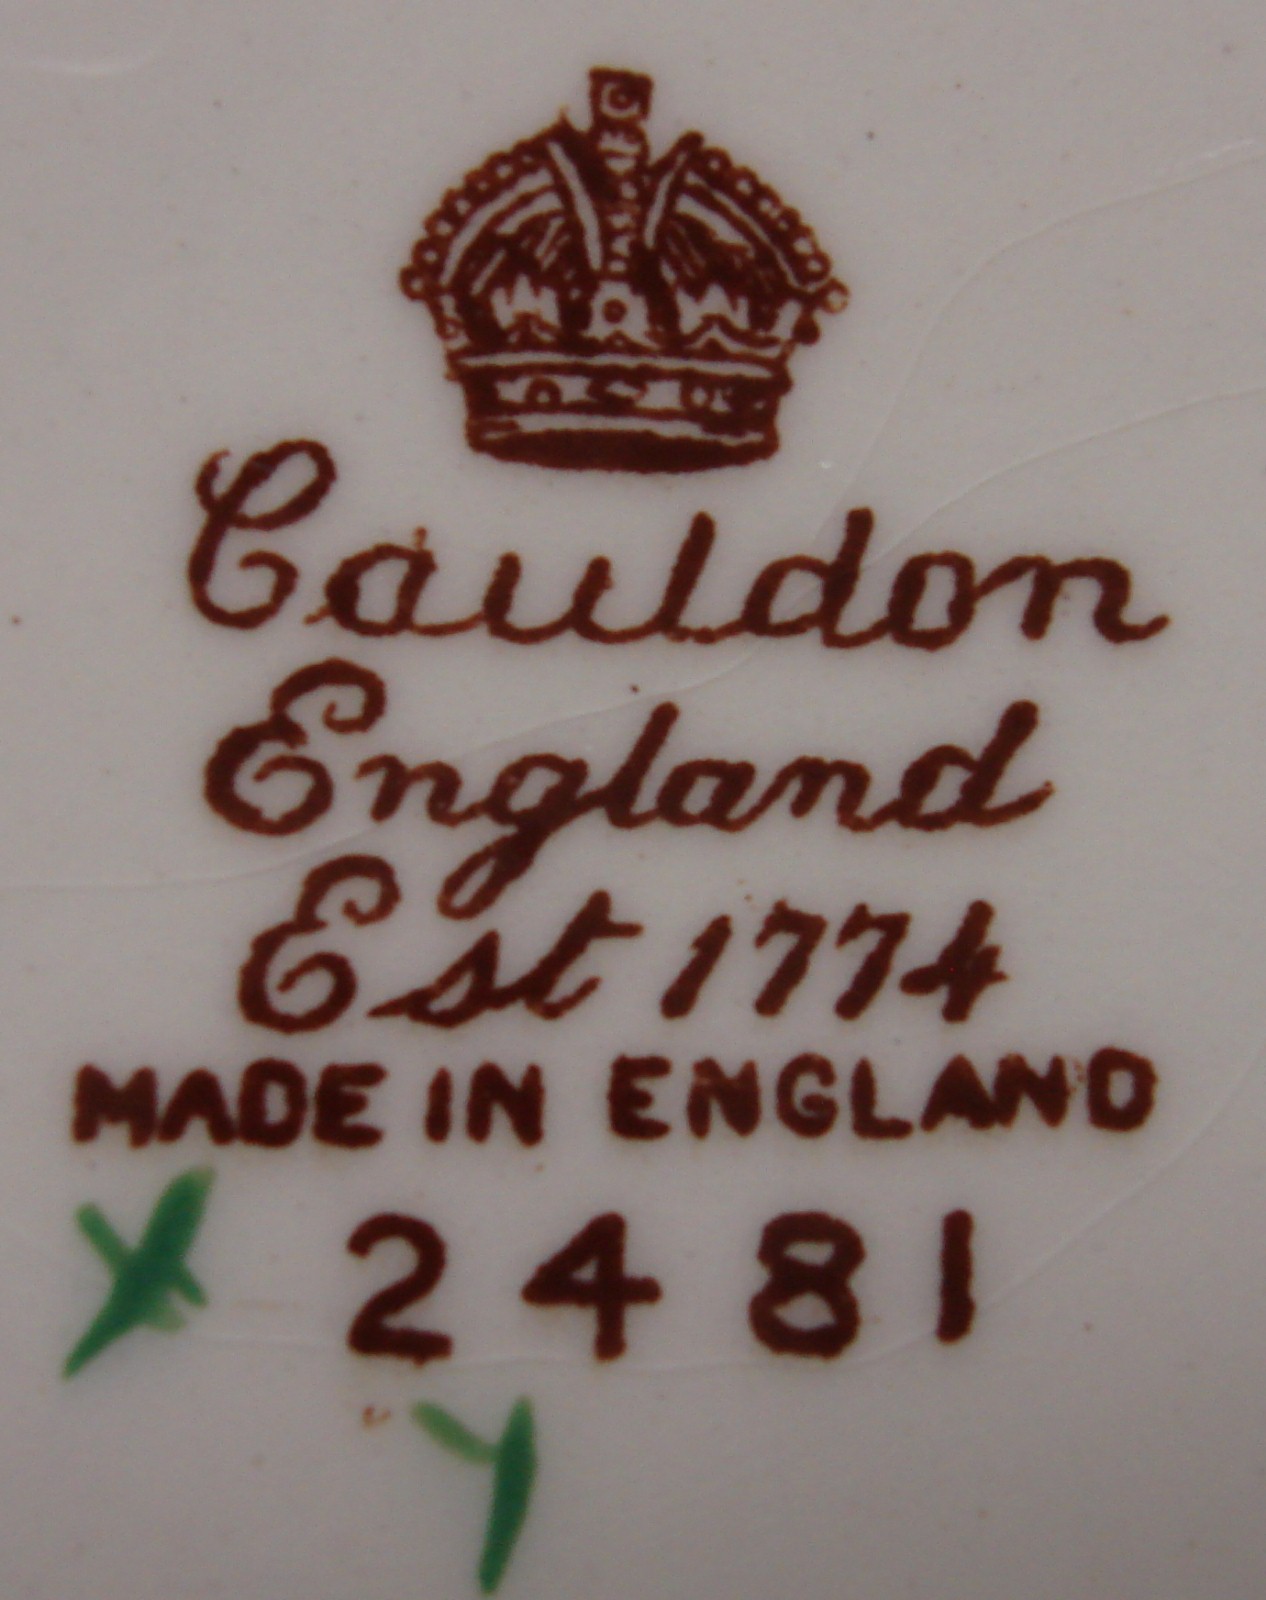 Cauldon
England
Est 1774
MADE IN ENGLAND
X 2481
Y